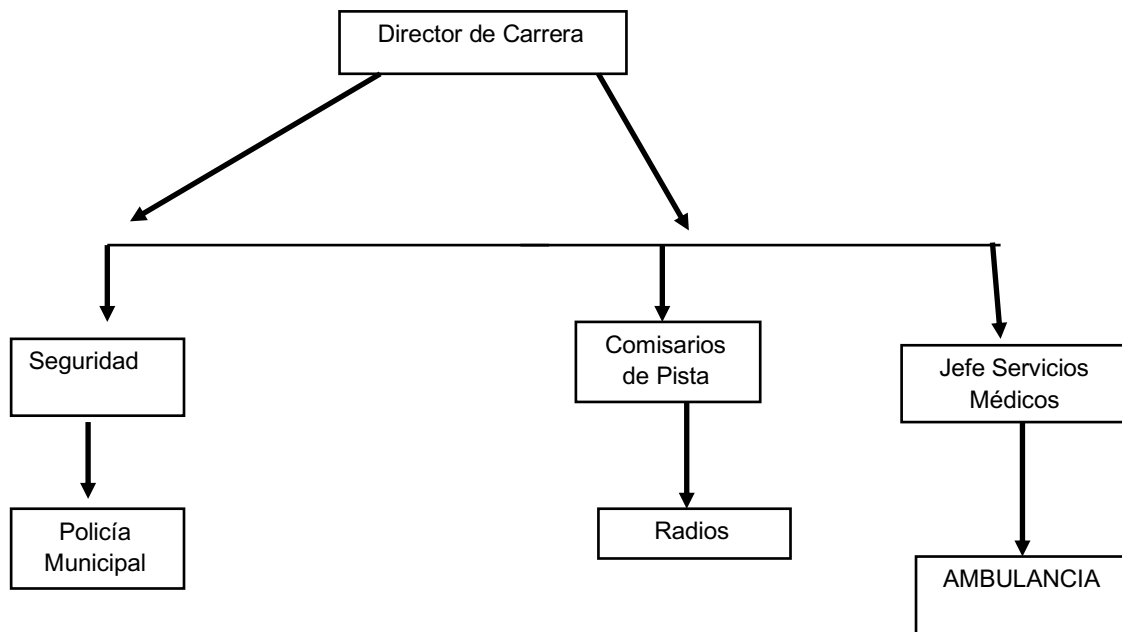 Director de Carrera
Seguridad
Comisarios
de Pista
Jefe Servicios
Médicos
Policía
Municipal
Radios
AMBULANCIA